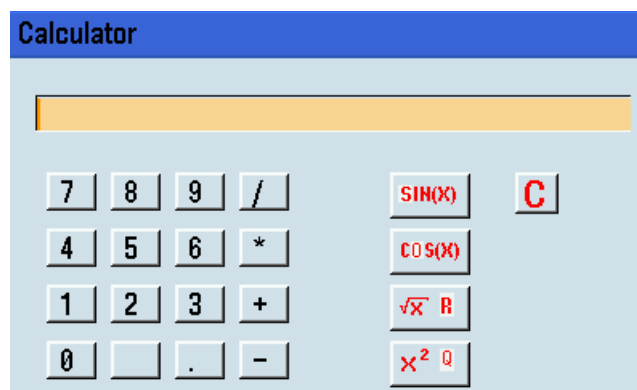 Calculator
7 8 9 / SIN(X) C
4 5 6 * COS(X)
1 2 3 + √x R
0 . - x² Q